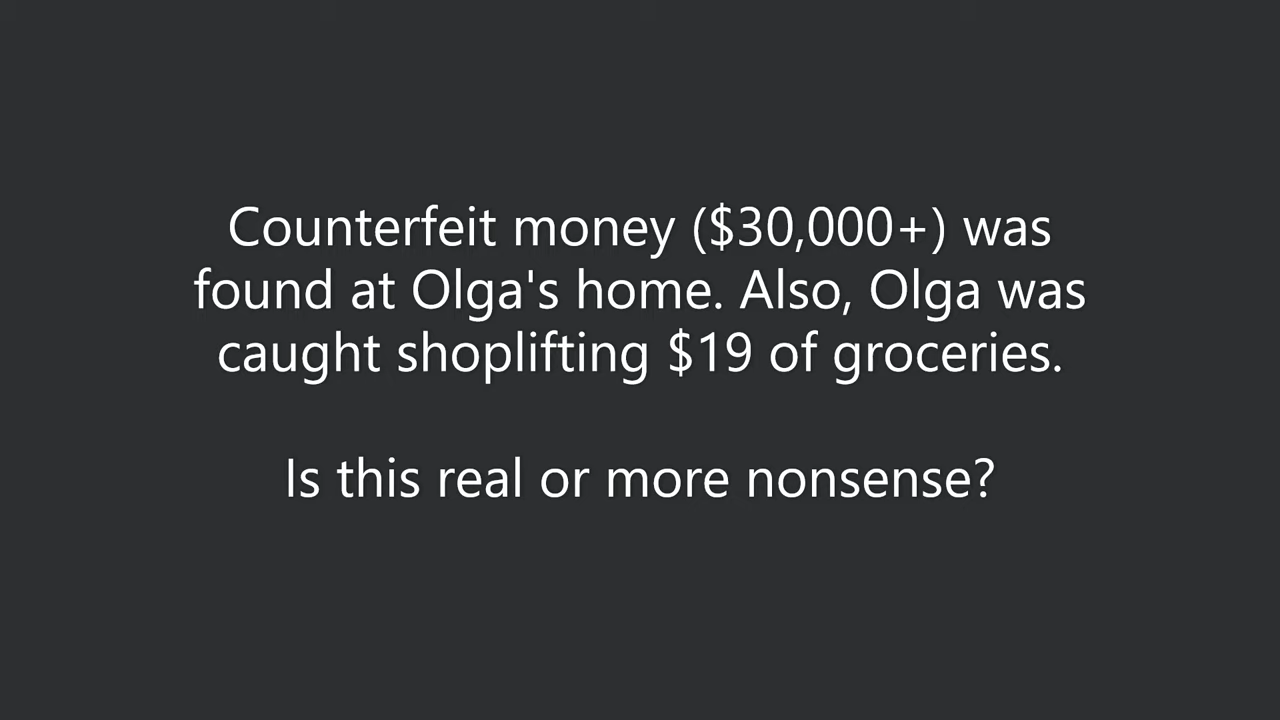 Counterfeit money ($30,000+) was
found at Olga's home. Also, Olga was
caught shoplifting $19 of groceries.
Is this real or more nonsense?